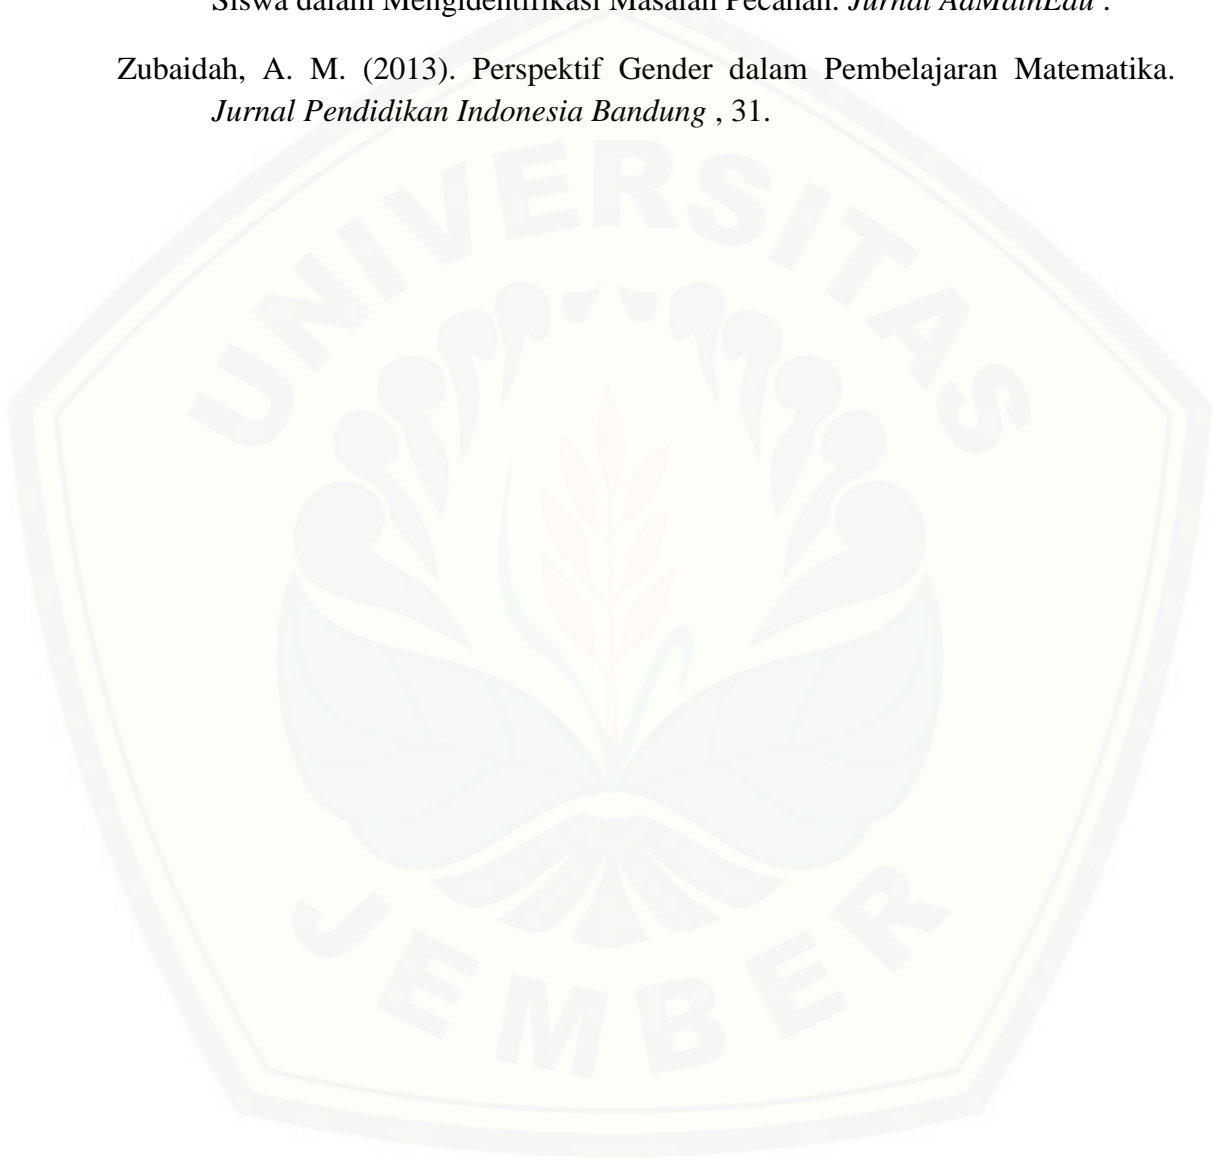 Siswa dalam Mengidentifikasi Masalah Pecahan. Jurnal AdMathEdu .
Zubaidah, A. M. (2013). Perspektif Gender dalam Pembelajaran Matematika.
Jurnal Pendidikan Indonesia Bandung , 31.
UNIVERSITAS
JEMBER